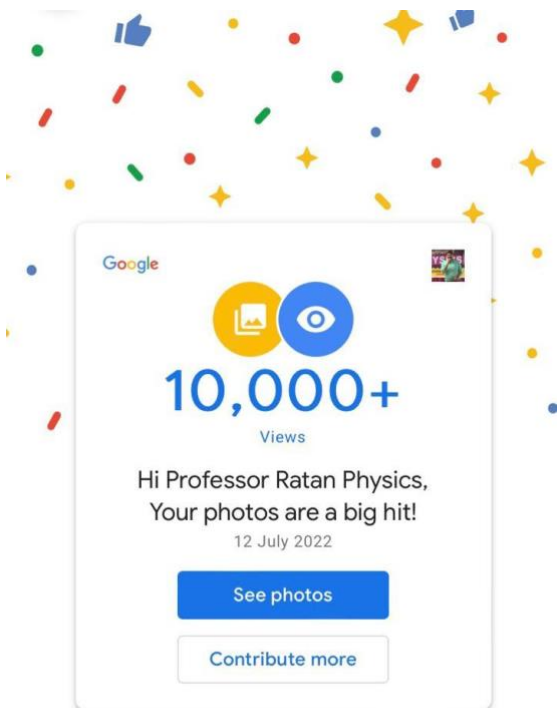 Google
10,000+
Views
Hi Professor Ratan Physics,
Your photos are a big hit!
12 July 2022
See photos
Contribute more